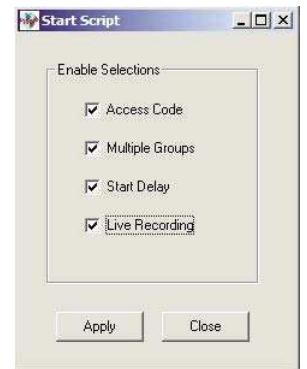 Start Script
Enable Selections
Access Code
Multiple Groups
Start Delay
Live Recording
Apply Close